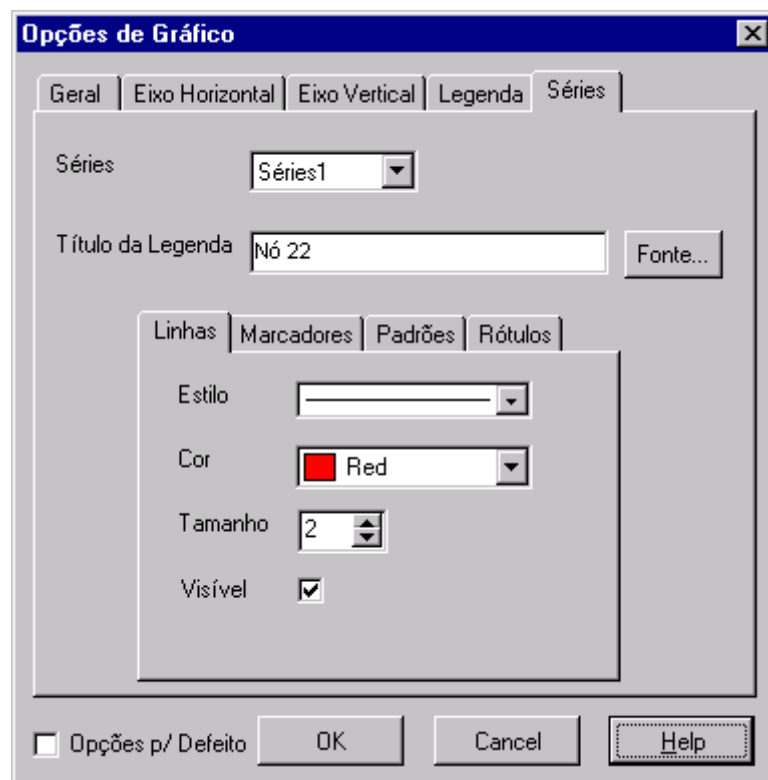 Opções de Gráfico
Geral Eixo Horizontal Eixo Vertical Legenda Séries
Séries Séries1
Título da Legenda Nó 22 Fonte...
Linhas Marcadores Padrões Rótulos
Estilo
Cor Red
Tamanho 2
Visível
Opções p/ Defeito OK Cancel Help